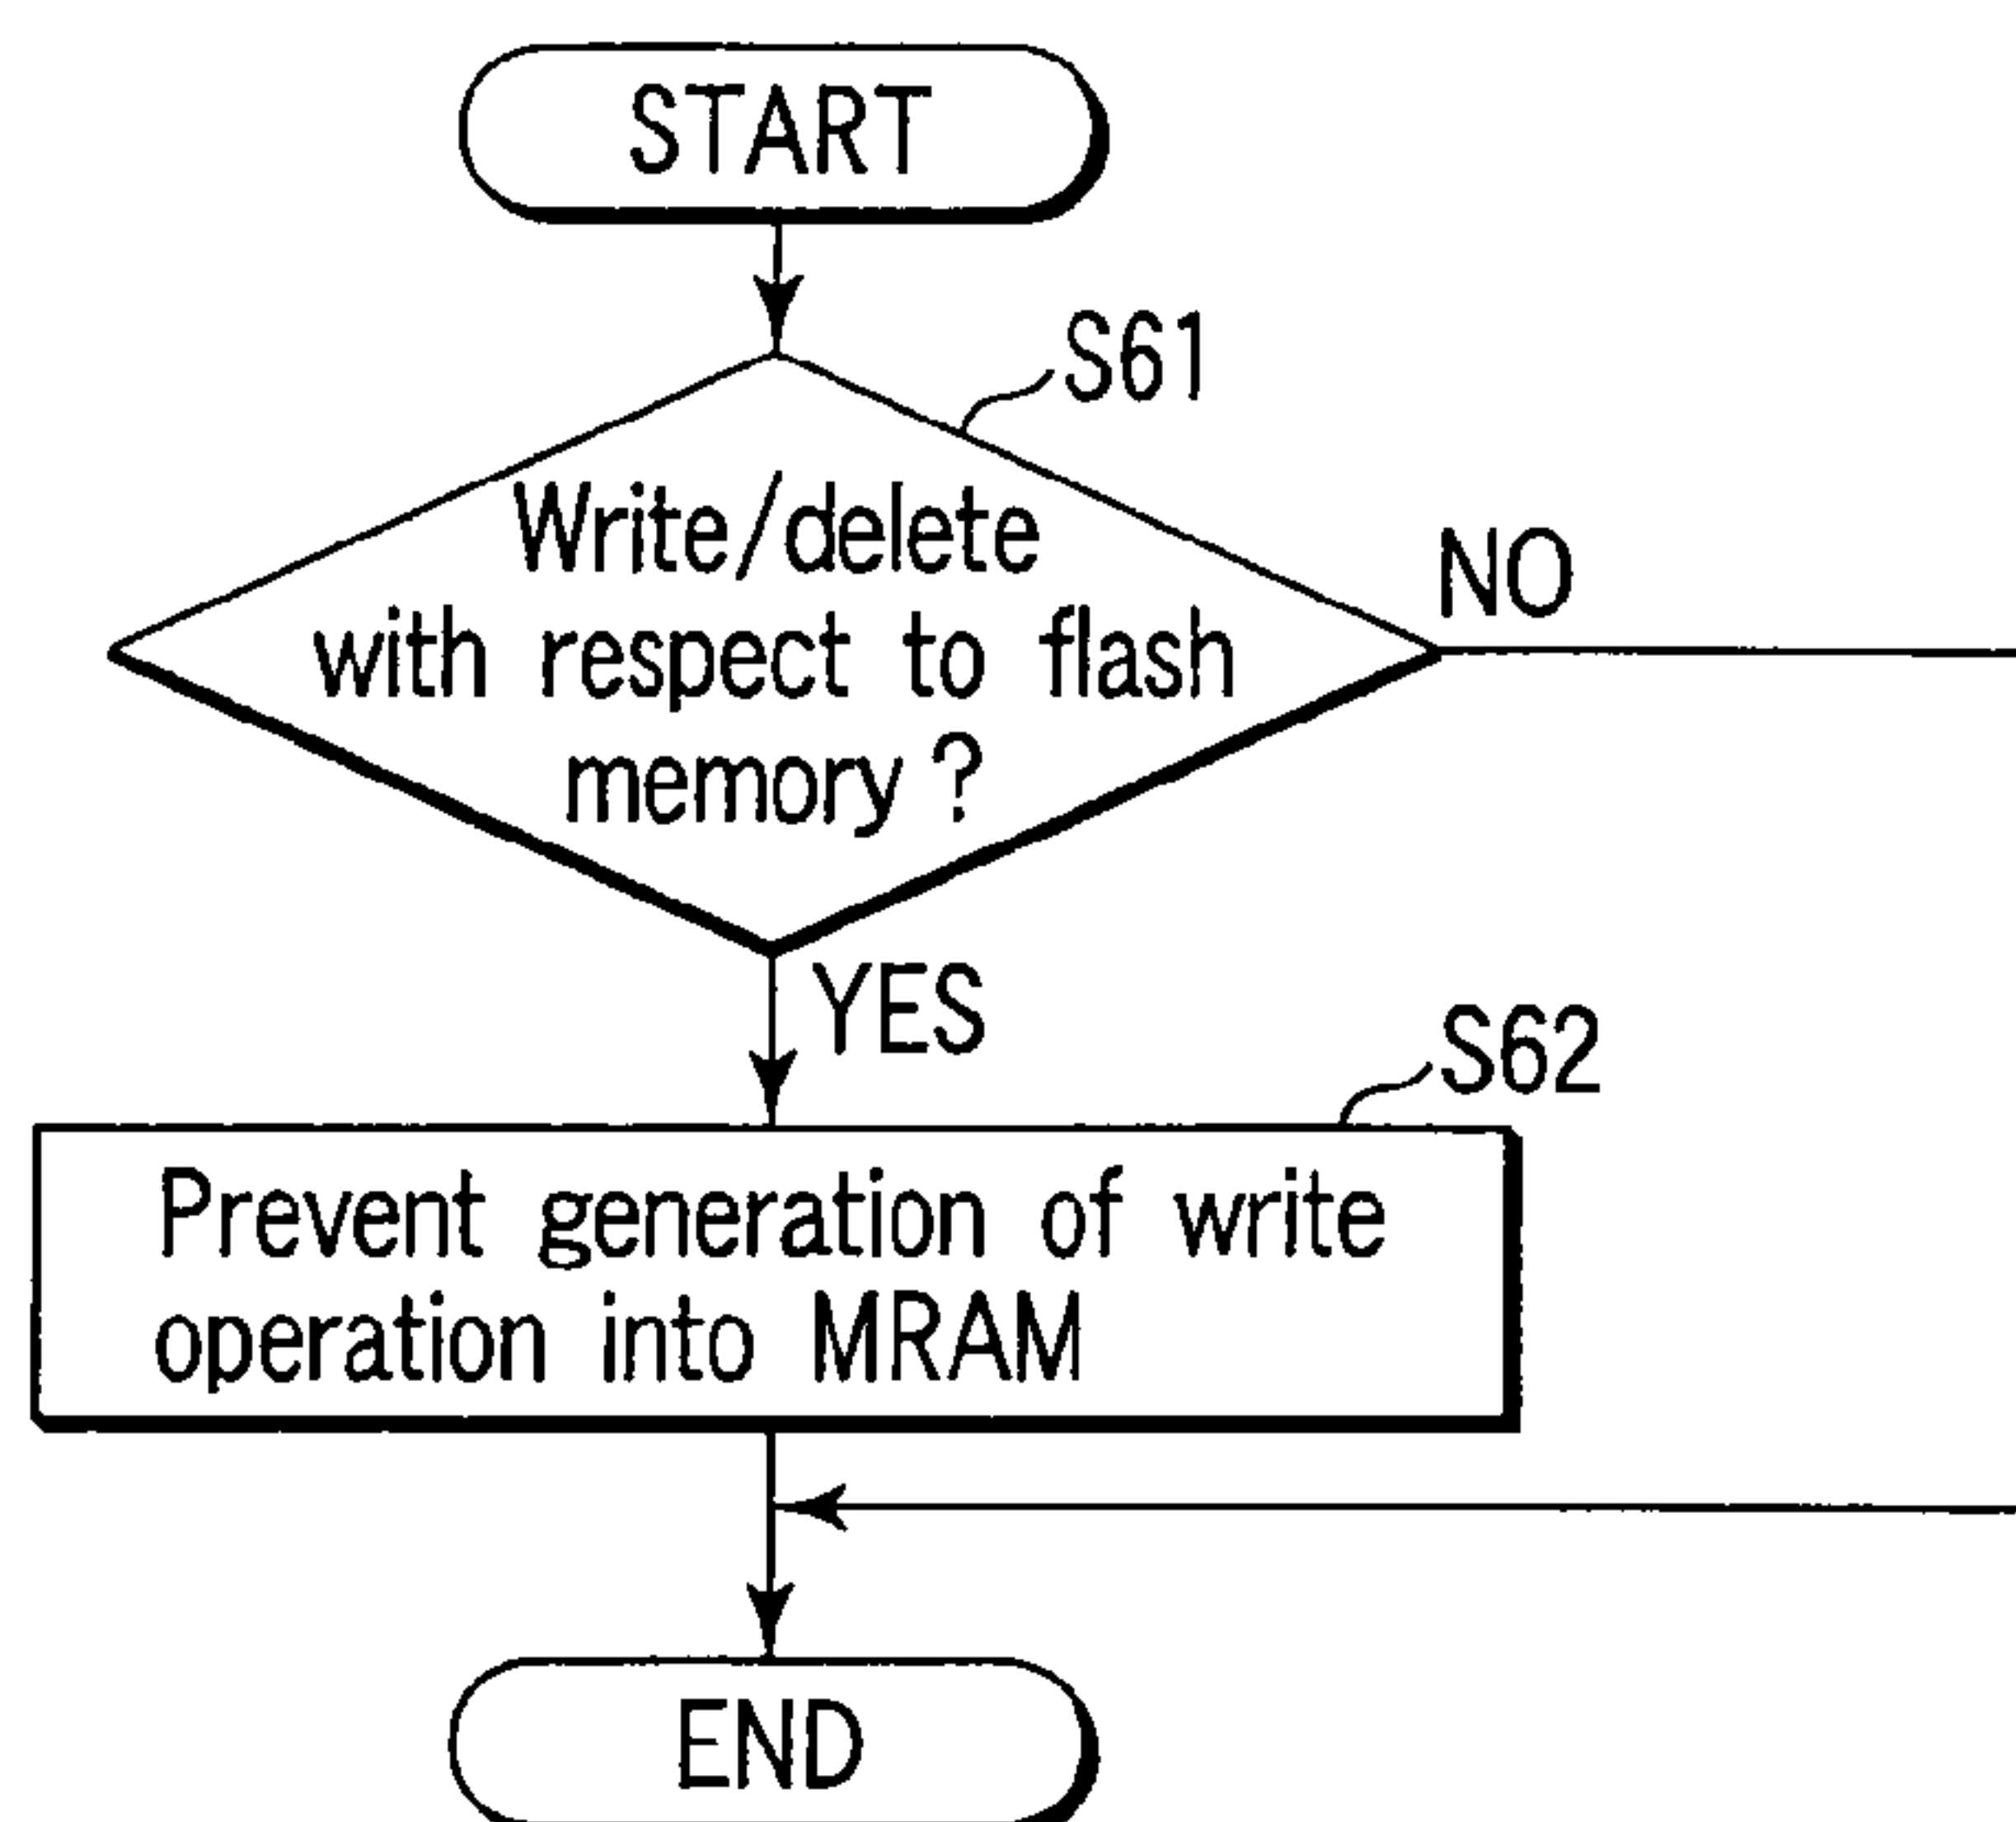 START
S61
Write/delete
with respect to flash
memory?
NO
YES
S62
Prevent generation of write
operation into MRAM
END